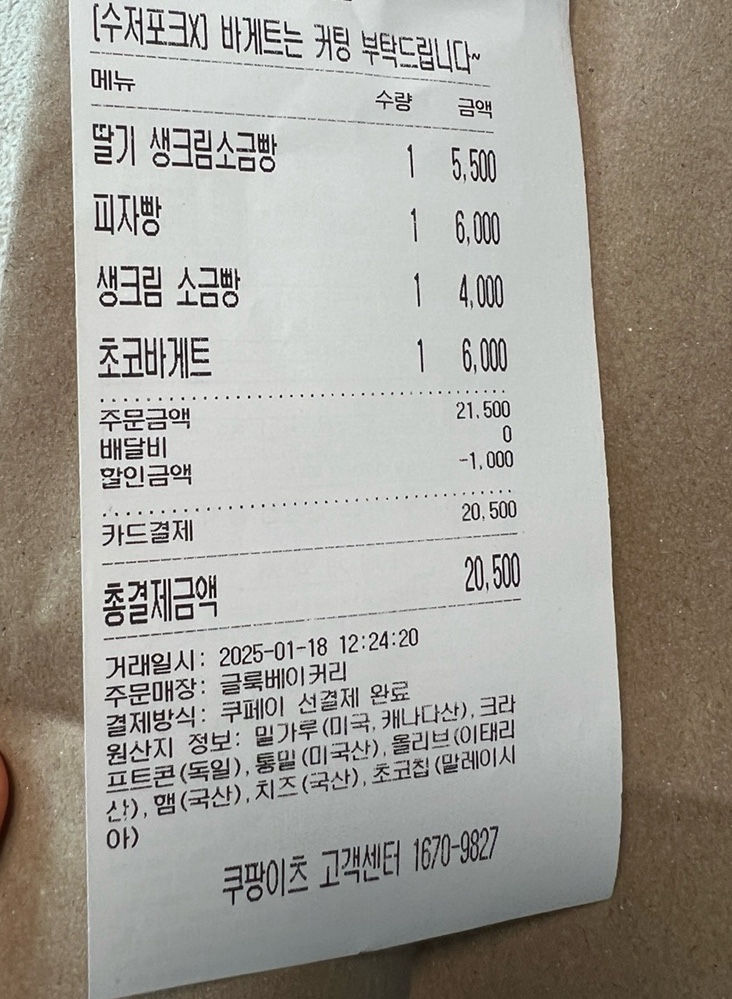 [수저포크X] 바게트는 커팅 부탁드립니다~
메뉴 수량 금액
딸기 생크림소금빵 1 5,500
피자빵 1 6,000
생크림 소금빵 1 4,000
초코바게트 1 6,000
주문금액 21,500
배달비 0
할인금액 -1,000
카드결제 20,500
총결제금액 20,500
거래일시: 2025-01-18 12:24:20
주문매장: 글룩베이커리
결제방식: 쿠페이 선결제 완료
원산지 정보: 밀가루(미국, 캐나다산), 크라
프트콘(독일), 통밀(미국산), 올리브(이태리
산), 햄(국산), 치즈(국산), 초코칩(말레이시
아)
쿠팡이츠 고객센터 1670-9827